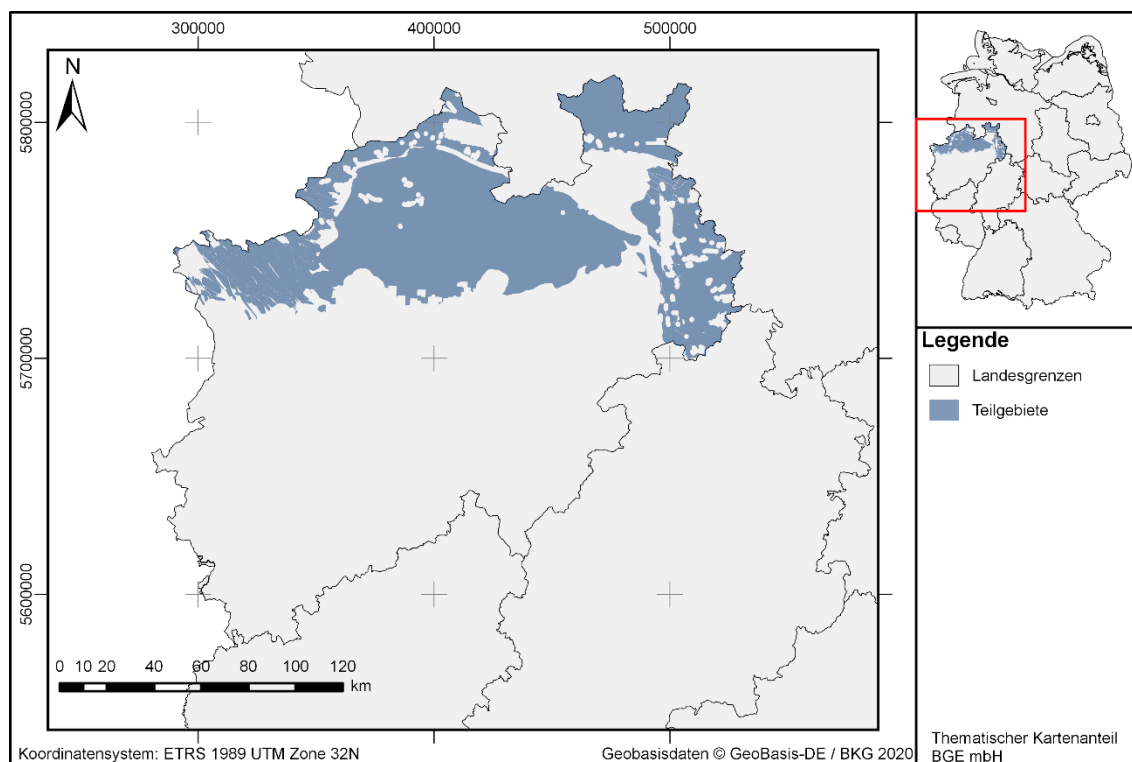 300000 400000 500000
N
5800000
5700000
5600000
0 10 20 40 60 80 100 120
km
Koordinatensystem: ETRS 1989 UTM Zone 32N
Geobasisdaten © GeoBasis-DE / BKG 2020
Legende
Landesgrenzen
Teilgebiete
Thematischer Kartenanteil
BGE mbH